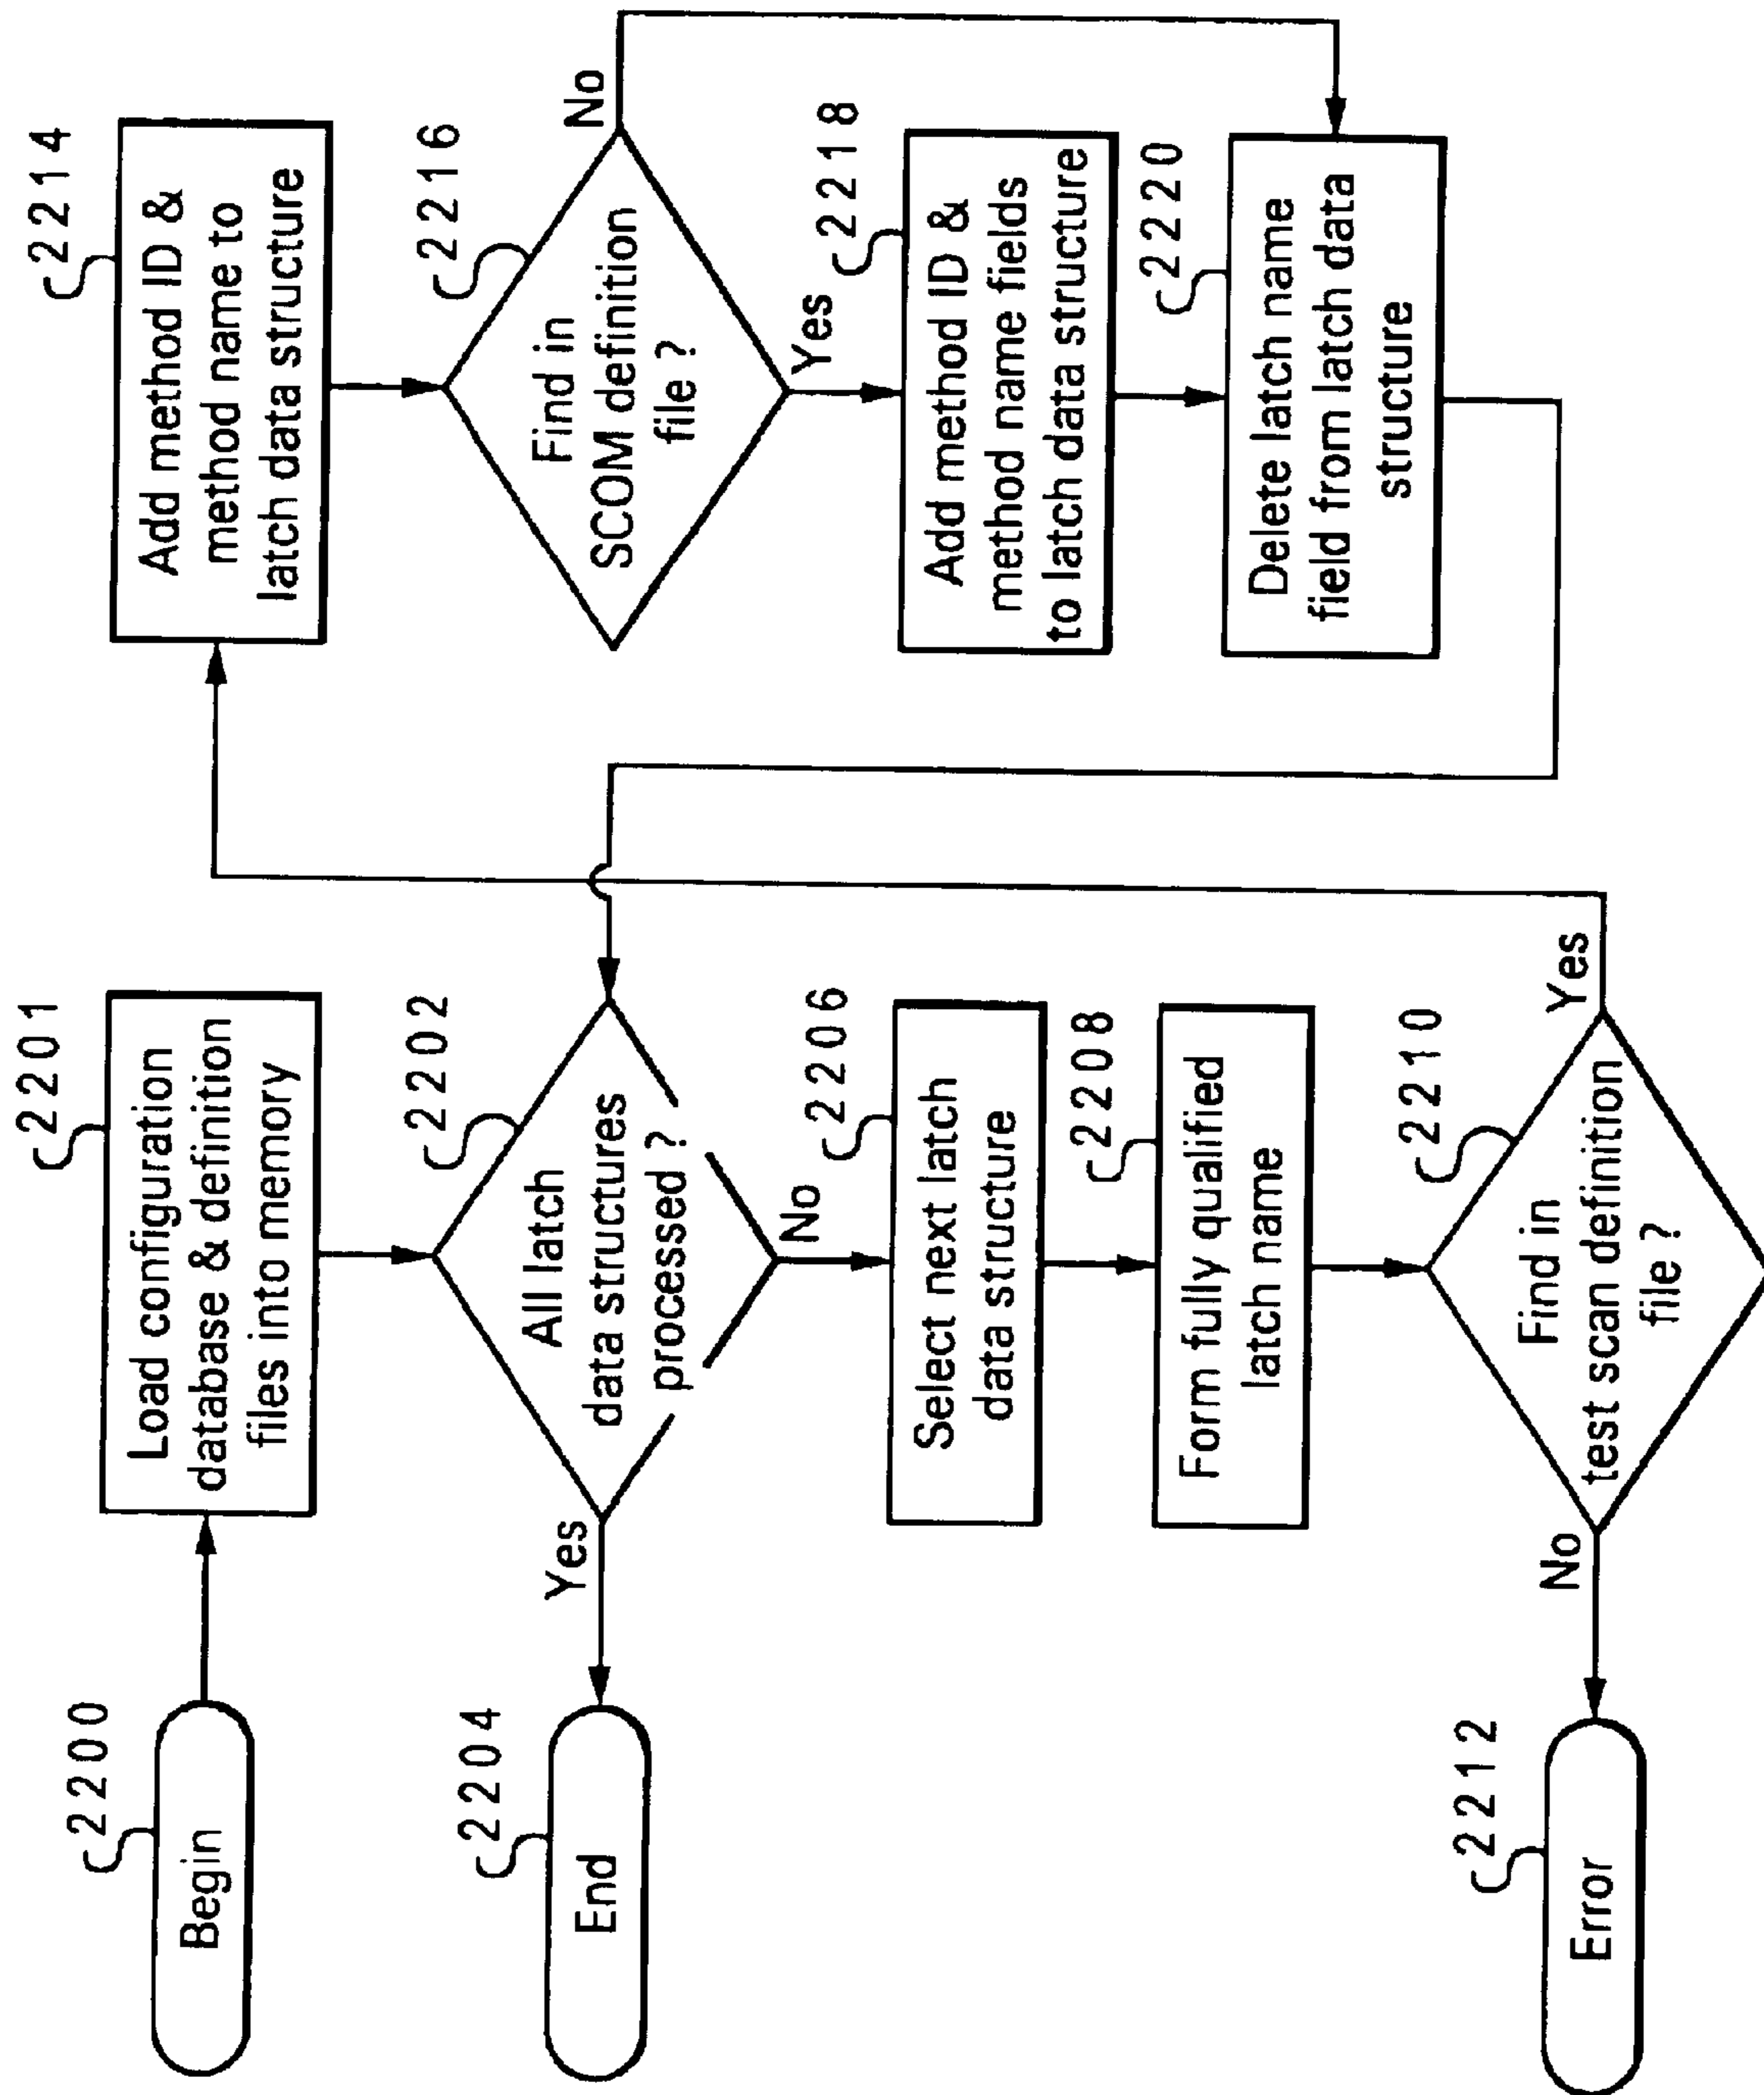 2200
Begin
2201
Load configuration
database & definition
files into memory
2202
All latch
data structures
processed ?
Yes
No
2204
End
2206
Select next latch
data structure
2208
Form fully qualified
latch name
2210
Find in
test scan definition
file ?
No
Yes
2212
Error
2214
Add method ID &
method name to
latch data structure
2216
Find in
SCOM definition
file ?
No
Yes
2218
Add method ID &
method name fields
to latch data structure
2220
Delete latch name
field from latch data
structure